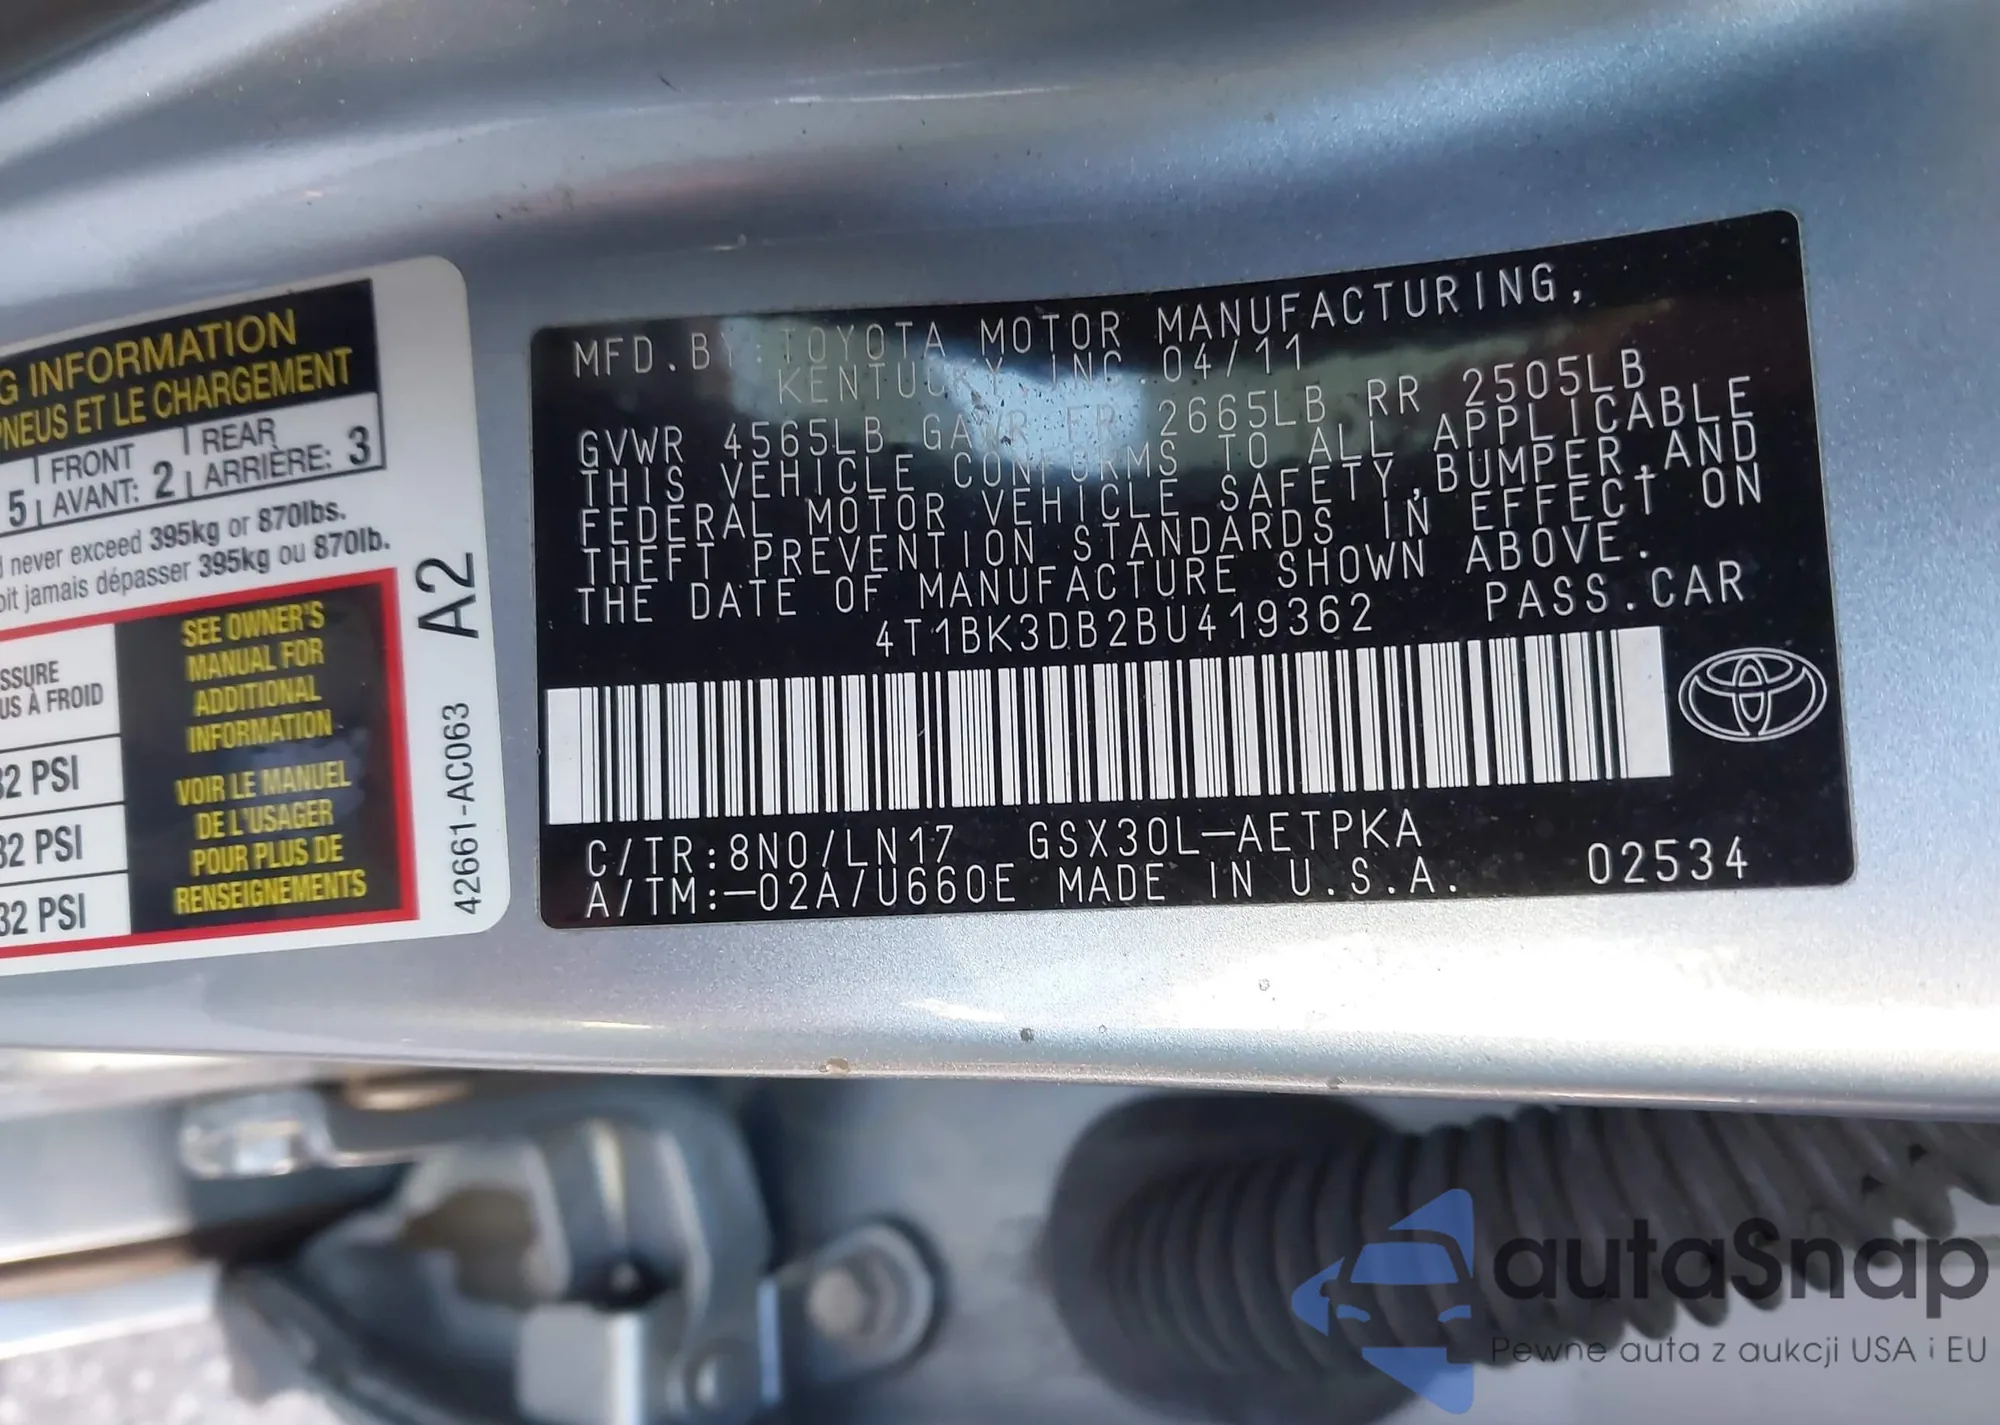 G INFORMATION
PNEUS ET LE CHARGEMENT
5 FRONT AVANT: 2 REAR ARRIÈRE: 3
never exceed 395kg or 870lbs.
oit jamais dépasser 395kg ou 870lb.
SSURE
US À FROID
32 PSI
32 PSI
32 PSI
SEE OWNER'S
MANUAL FOR
ADDITIONAL
INFORMATION
VOIR LE MANUEL
DE L'USAGER
POUR PLUS DE
RENSEIGNEMENTS
A2
42661-AC063
MFD.BY:TOYOTA MOTOR MANUFACTURING,
KENTUCKY,INC.04/11
GVWR 4565LB GAWR FR 2665LB RR 2505LB
THIS VEHICLE CONFORMS TO ALL APPLICABLE
FEDERAL MOTOR VEHICLE SAFETY,BUMPER,AND
THEFT PREVENTION STANDARDS IN EFFECT ON
THE DATE OF MANUFACTURE SHOWN ABOVE.
4T1BK3DB2BU419362 PASS.CAR
C/TR:8N0/LN17 GSX30L-AETPKA
A/TM:-02A/U660E MADE IN U.S.A. 02534
autaSnap
Pewne auta z aukcji USA i EU